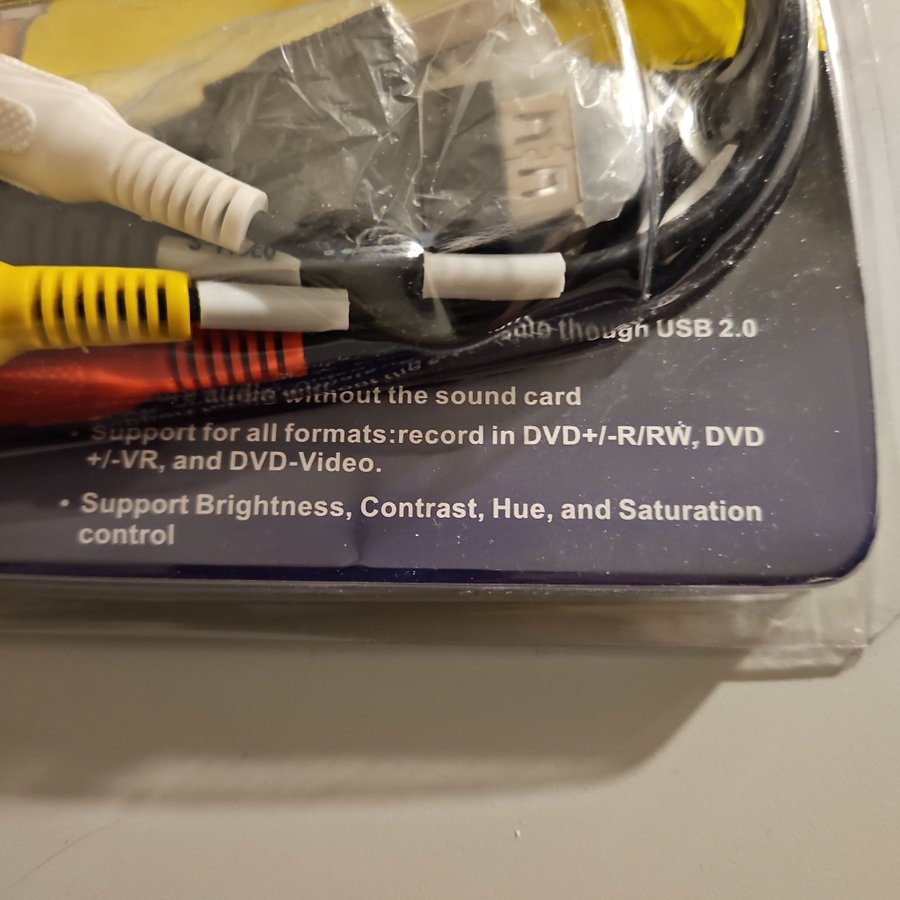 though USB 2.0
audio without the sound card
• Support for all formats:record in DVD+/-R/RW, DVD
+/-VR, and DVD-Video.
• Support Brightness, Contrast, Hue, and Saturation
control